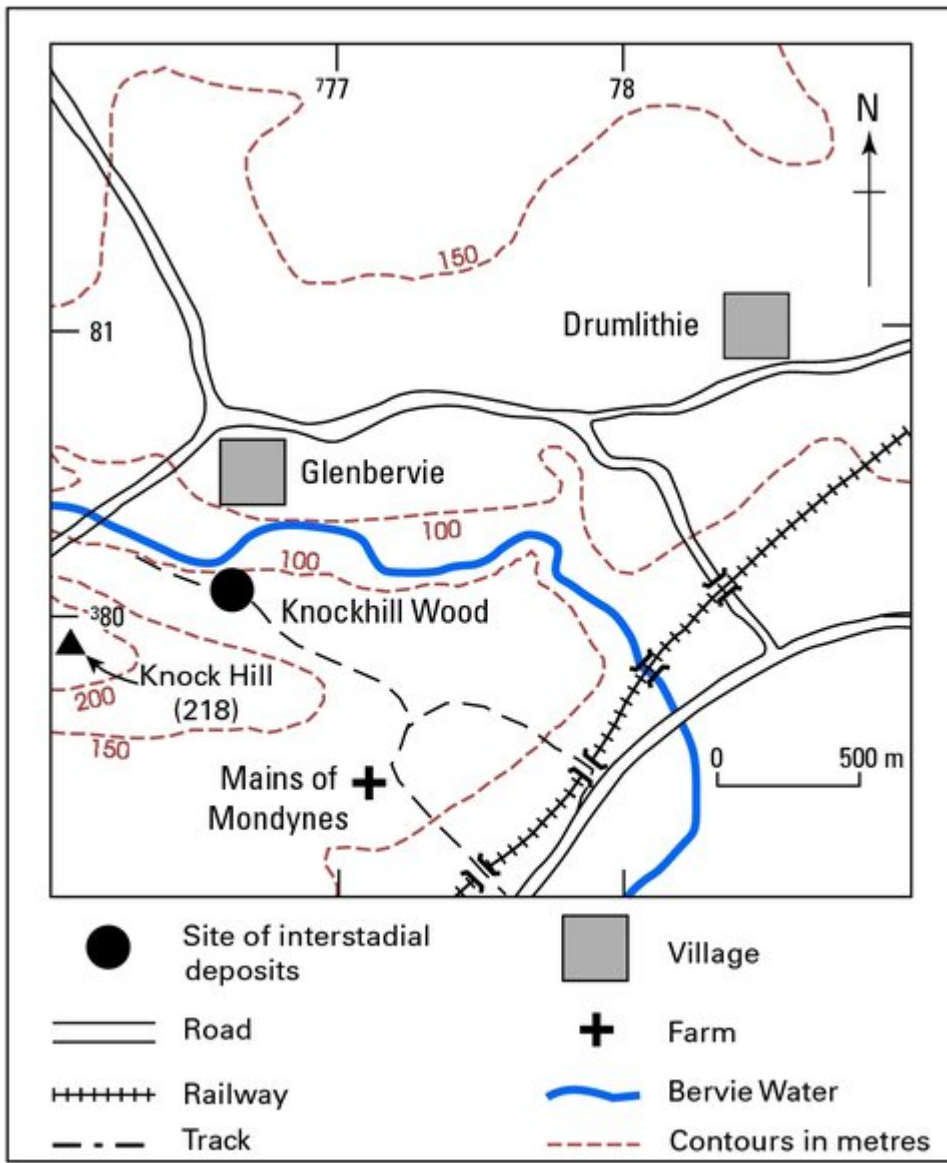 ⁷77
78
N
150
Drumlithie
81
Glenbervie
100
100
³80
Knockhill Wood
Knock Hill
(218)
200
150
0
500 m
Mains of
Mondynes
Site of interstadial
deposits
Village
Road
Farm
Railway
Bervie Water
Track
Contours in metres